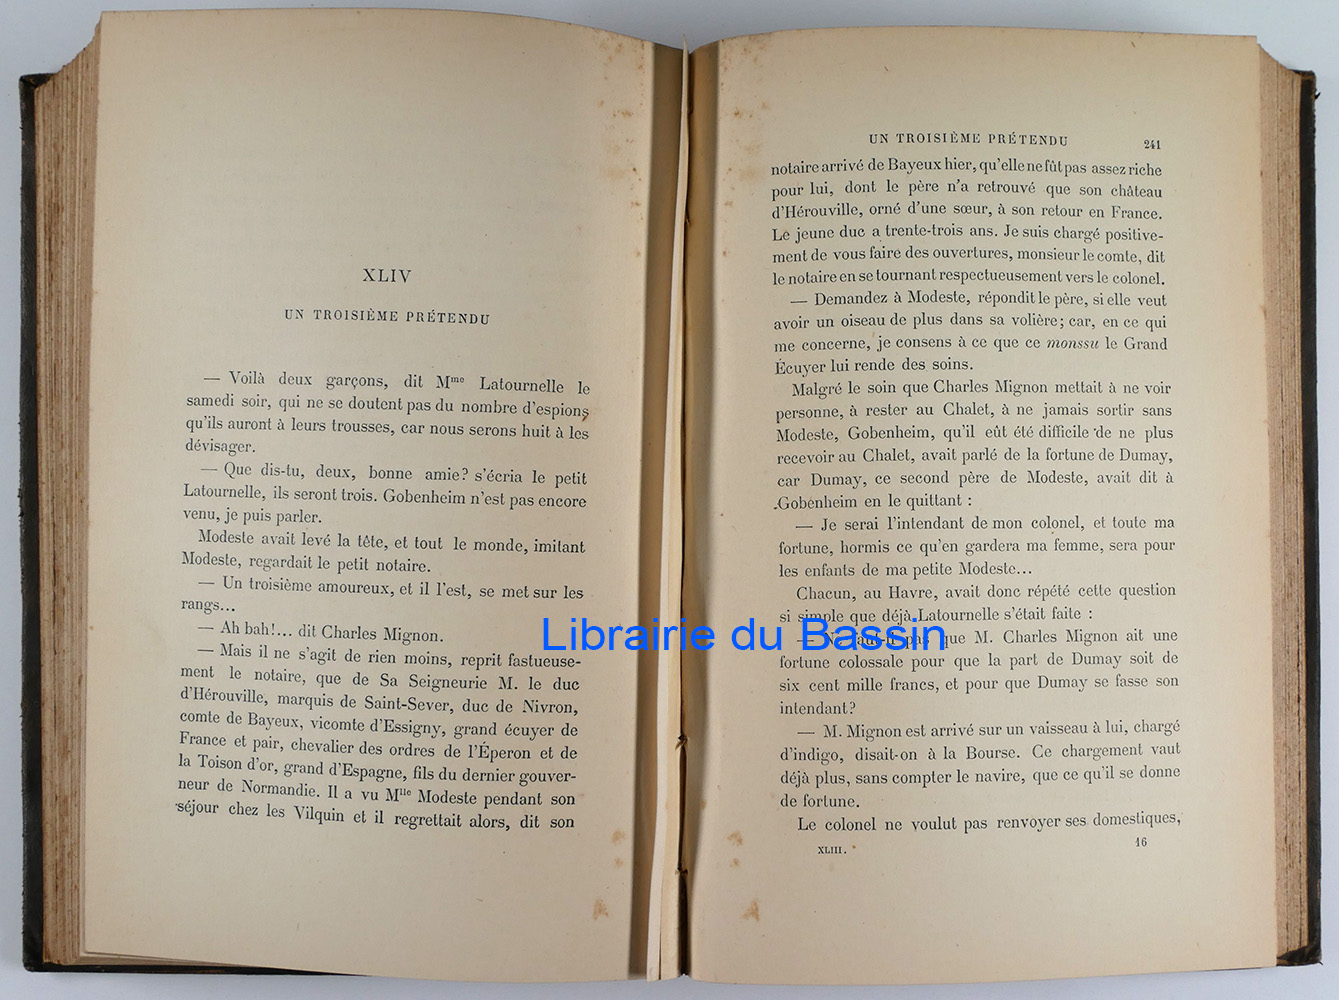 XLIV
UN TROISIÈME PRÉTENDU
— Voilà deux garçons, dit Mme Latournelle le
samedi soir, qui ne se doutent pas du nombre d'espions
qu'ils auront à leurs trousses, car nous serons huit à les
dévisager.
— Que dis-tu, deux, bonne amie? s'écria le petit
Latournelle, ils seront trois. Gobenheim n'est pas encore
venu, je puis parler.
Modeste avait levé la tête, et tout le monde, imitant
Modeste, regardait le petit notaire.
— Un troisième amoureux, et il l'est, se met sur les
rangs...
— Ah bah!... dit Charles Mignon.
— Mais il ne s'agit de rien moins, reprit fastueuse-
ment le notaire, que de Sa Seigneurie M. le duc
d'Hérouville, marquis de Saint-Sever, duc de Nivron,
comte de Bayeux, vicomte d'Essigny, grand écuyer de
France et pair, chevalier des ordres de l'Éperon et de
la Toison d'or, grand d'Espagne, fils du dernier gouver-
neur de Normandie. Il a vu Mlle Modeste pendant son
séjour chez les Vilquin et il regrettait alors, dit son
UN TROISIÈME PRÉTENDU 241
notaire arrivé de Bayeux hier, qu'elle ne fût pas assez riche
pour lui, dont le père n'a retrouvé que son château
d'Hérouville, orné d'une sœur, à son retour en France.
Le jeune duc a trente-trois ans. Je suis chargé positive-
ment de vous faire des ouvertures, monsieur le comte, dit
le notaire en se tournant respectueusement vers le colonel.
— Demandez à Modeste, répondit le père, si elle veut
avoir un oiseau de plus dans sa volière; car, en ce qui
me concerne, je consens à ce que ce monssu le Grand
Écuyer lui rende des soins.
Malgré le soin que Charles Mignon mettait à ne voir
personne, à rester au Chalet, à ne jamais sortir sans
Modeste, Gobenheim, qu'il eût été difficile de ne plus
recevoir au Chalet, avait parlé de la fortune de Dumay,
car Dumay, ce second père de Modeste, avait dit à
Gobenheim en le quittant :
— Je serai l'intendant de mon colonel, et toute ma
fortune, hormis ce qu'en gardera ma femme, sera pour
les enfants de ma petite Modeste...
Chacun, au Havre, avait donc répété cette question
si simple que déjà Latournelle s'était faite :
Librairie du Bassin
— que M. Charles Mignon ait une
fortune colossale pour que la part de Dumay soit de
six cent mille francs, et pour que Dumay se fasse son
intendant?
— M. Mignon est arrivé sur un vaisseau à lui, chargé
d'indigo, disait-on à la Bourse. Ce chargement vaut
déjà plus, sans compter le navire, que ce qu'il se donne
de fortune.
Le colonel ne voulut pas renvoyer ses domestiques,
XLIII. 16